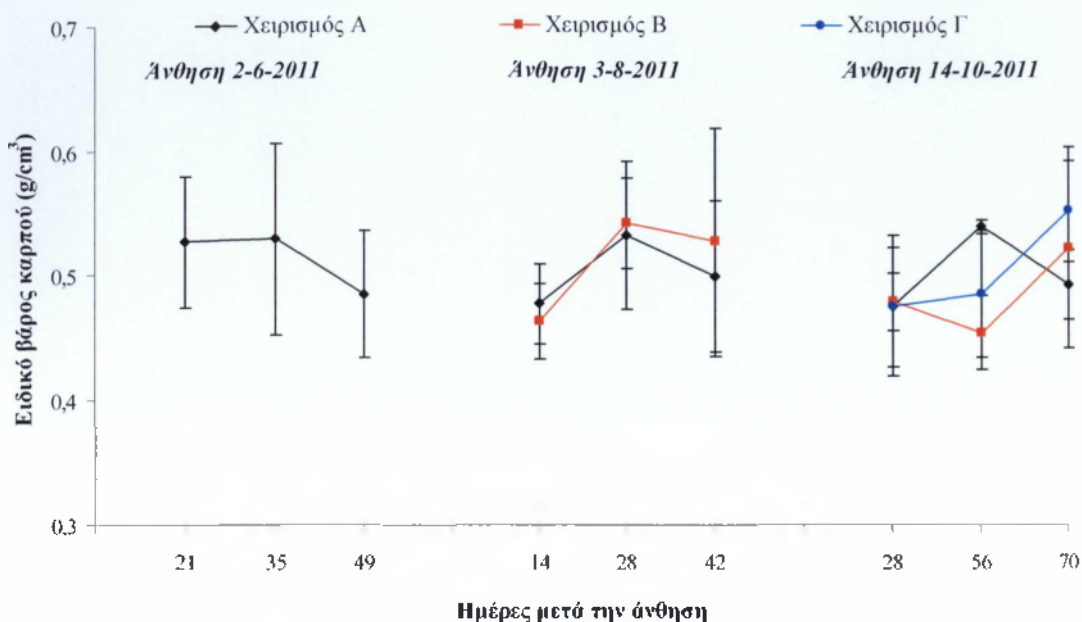 Χειρισμός Α Χειρισμός Β Χειρισμός Γ
Άνθηση 2-6-2011 Άνθηση 3-8-2011 Άνθηση 14-10-2011
Ειδικό βάρος καρπού (g/cm³)
0,7
0,6
0,5
0,4
0,3
21 35 49 14 28 42 28 56 70
Ημέρες μετά την άνθηση